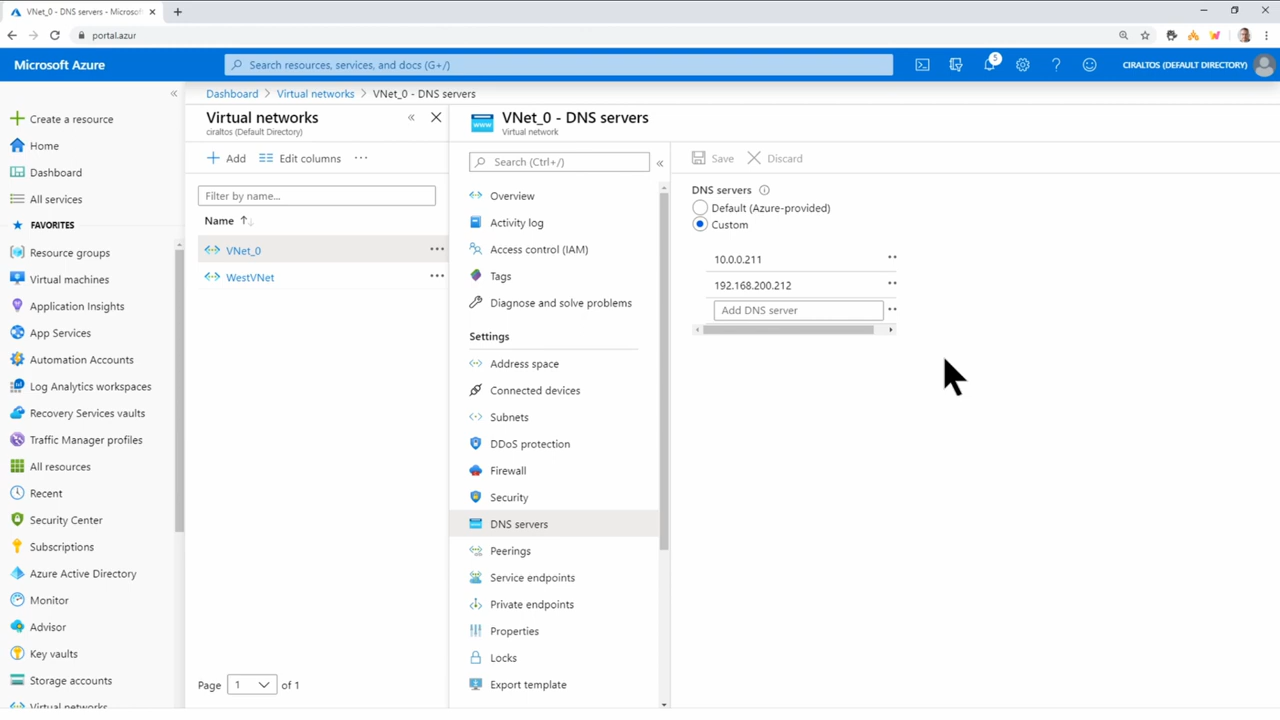 VNet_0 - DNS servers - Microsof
portal.azur
Microsoft Azure
Search resources, services, and docs (G+/)
5
CIRALTOS (DEFAULT DIRECTORY)
Dashboard > Virtual networks > VNet_0 - DNS servers
Create a resource
Home
Dashboard
All services
FAVORITES
Resource groups
Virtual machines
Application Insights
App Services
Automation Accounts
Log Analytics workspaces
Recovery Services vaults
Traffic Manager profiles
All resources
Recent
Security Center
Subscriptions
Azure Active Directory
Monitor
Advisor
Key vaults
Storage accounts
Virtual networks
Virtual networks
ciraltos (Default Directory)
Add
Edit columns
Filter by name...
Name
VNet_0
WestVNet
Page 1 of 1
VNet_0 - DNS servers
Virtual network
Search (Ctrl+/)
Overview
Activity log
Access control (IAM)
Tags
Diagnose and solve problems
Settings
Address space
Connected devices
Subnets
DDoS protection
Firewall
Security
DNS servers
Peerings
Service endpoints
Private endpoints
Properties
Locks
Export template
Save
Discard
DNS servers
Default (Azure-provided)
Custom
10.0.0.211
192.168.200.212
Add DNS server